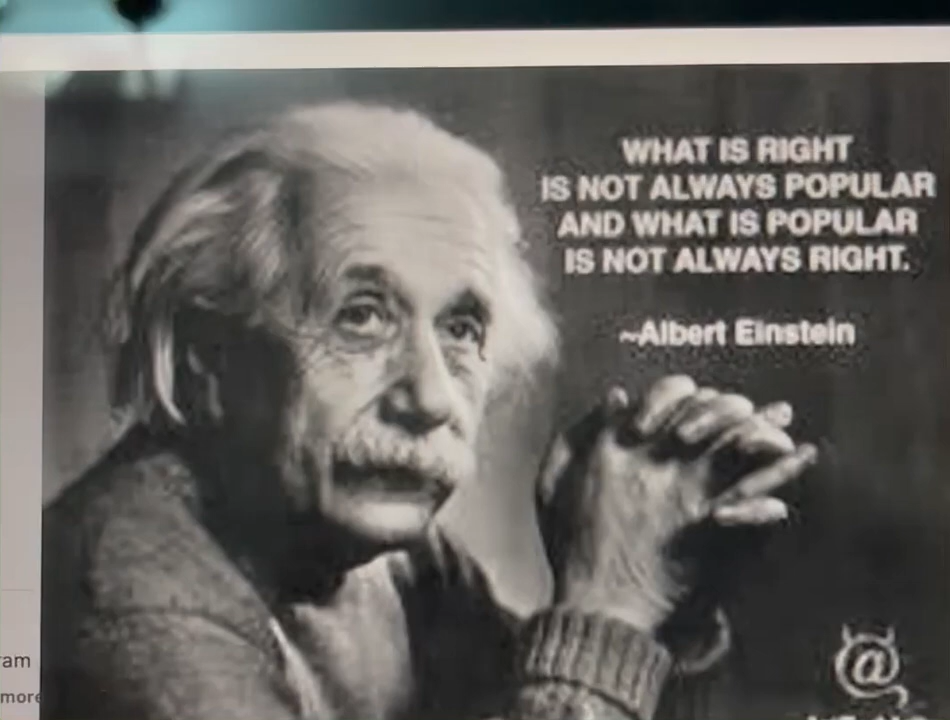 WHAT IS RIGHT
IS NOT ALWAYS POPULAR
AND WHAT IS POPULAR
IS NOT ALWAYS RIGHT.
~Albert Einstein
@
ram
more